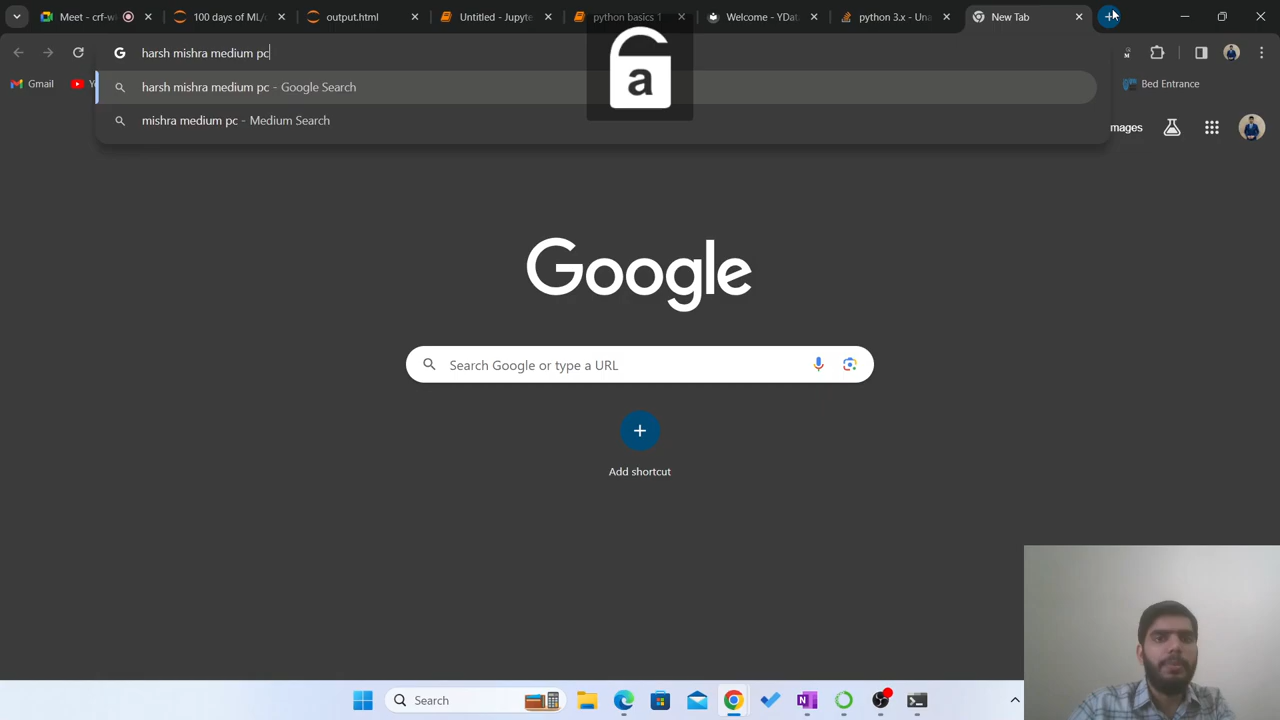 Meet - crf-w
100 days of ML/
output.html
Untitled - Jupyte
python basics 1
Welcome - YDat
python 3.x - Una
New Tab
harsh mishra medium pc
Gmail
Bed Entrance
harsh mishra medium pc - Google Search
mishra medium pc - Medium Search
a
mages
Google
Search Google or type a URL
Add shortcut
Search